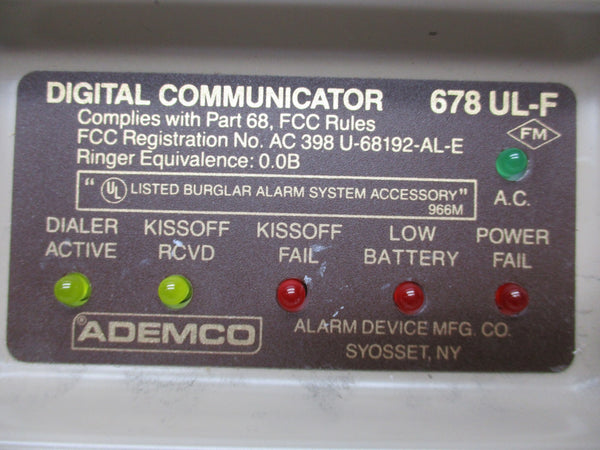 DIGITAL COMMUNICATOR 678 UL-F
Complies with Part 68, FCC Rules
FCC Registration No. AC 398 U-68192-AL-E
Ringer Equivalence: 0.0B
FM
A.C.
" UL LISTED BURGLAR ALARM SYSTEM ACCESSORY"
966M
DIALER ACTIVE
KISSOFF RCVD
KISSOFF FAIL
LOW BATTERY
POWER FAIL
®ADEMCO
ALARM DEVICE MFG. CO.
SYOSSET, NY